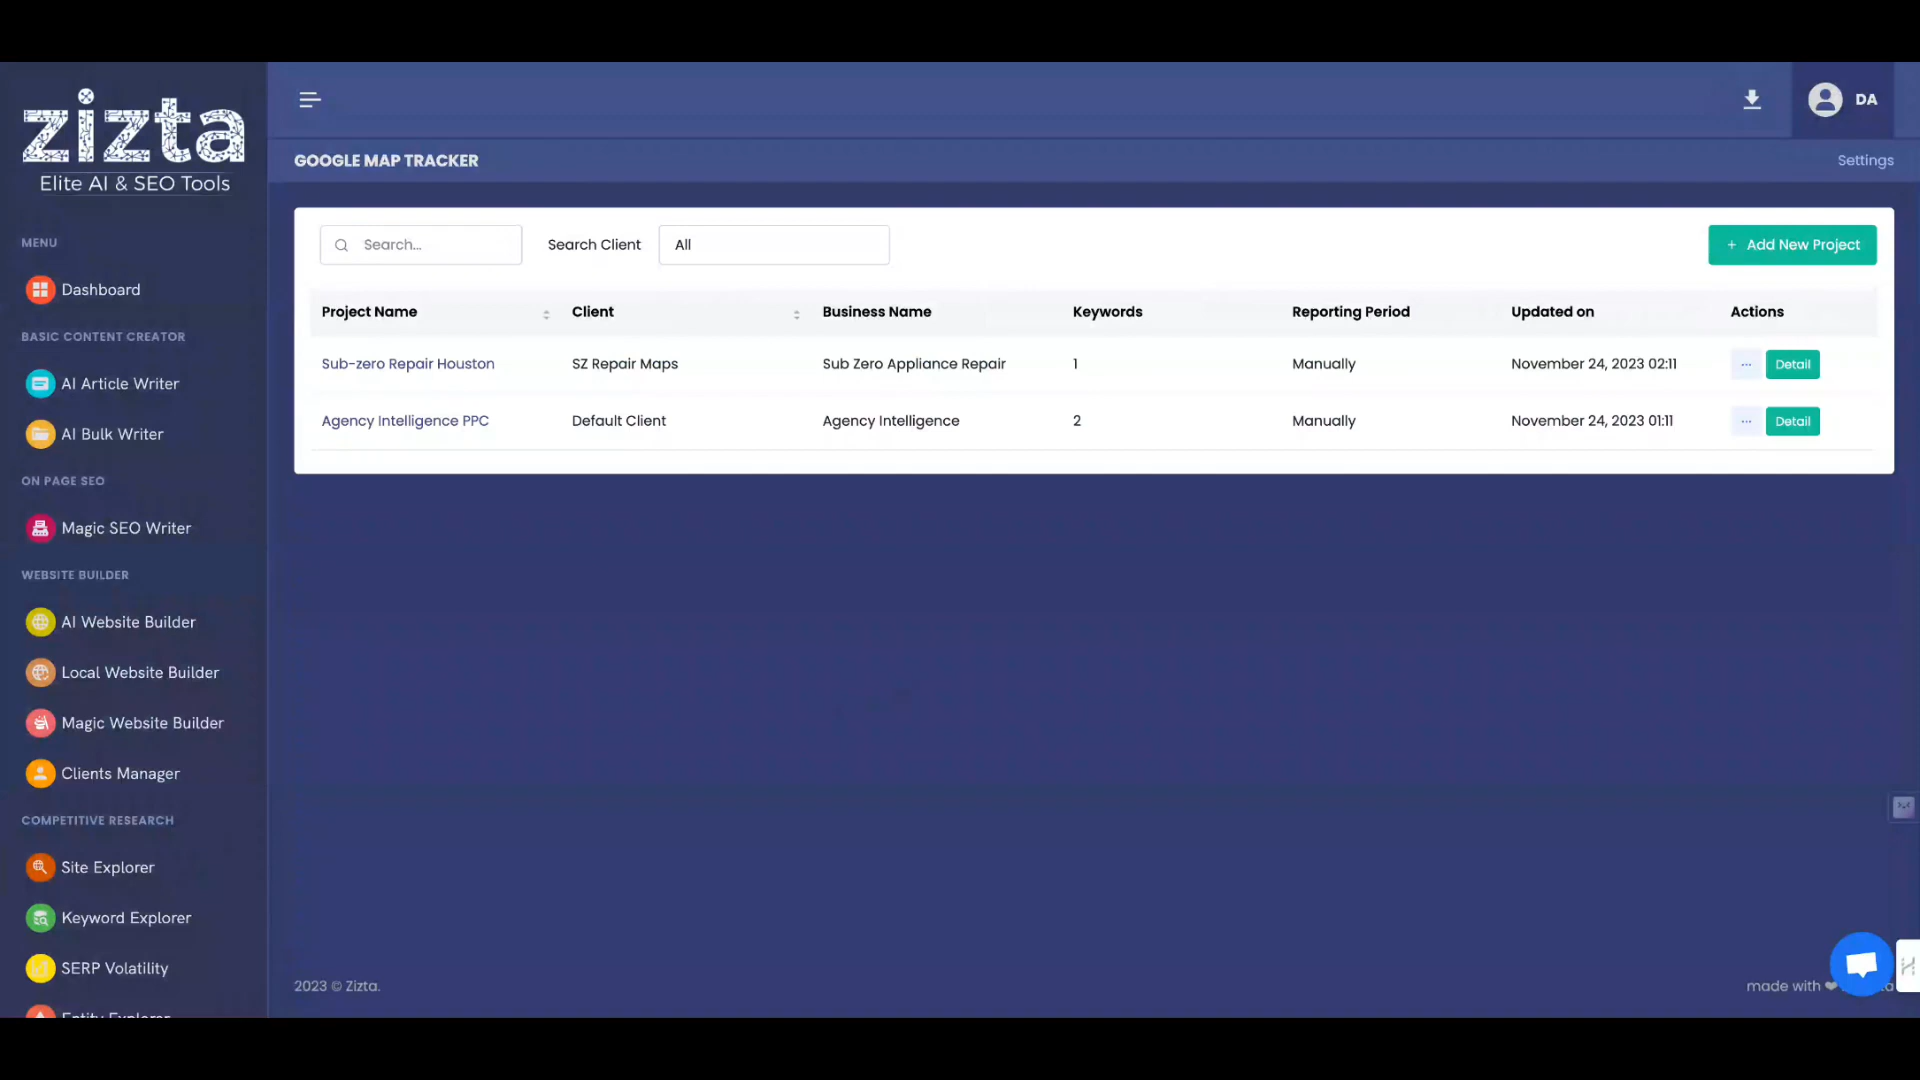 zizta
Elite AI & SEO Tools
DA
GOOGLE MAP TRACKER
Settings
MENU
Dashboard
BASIC CONTENT CREATOR
AI Article Writer
AI Bulk Writer
ON PAGE SEO
Magic SEO Writer
WEBSITE BUILDER
AI Website Builder
Local Website Builder
Magic Website Builder
Clients Manager
COMPETITIVE RESEARCH
Site Explorer
Keyword Explorer
SERP Volatility
Entity Explorer
Search...
Search Client
All
+ Add New Project
Project Name Client Business Name Keywords Reporting Period Updated on Actions
Sub-zero Repair Houston SZ Repair Maps Sub Zero Appliance Repair 1 Manually November 24, 2023 02:11 ... Detail
Agency Intelligence PPC Default Client Agency Intelligence 2 Manually November 24, 2023 01:11 ... Detail
2023 © Zizta.
made with ❤